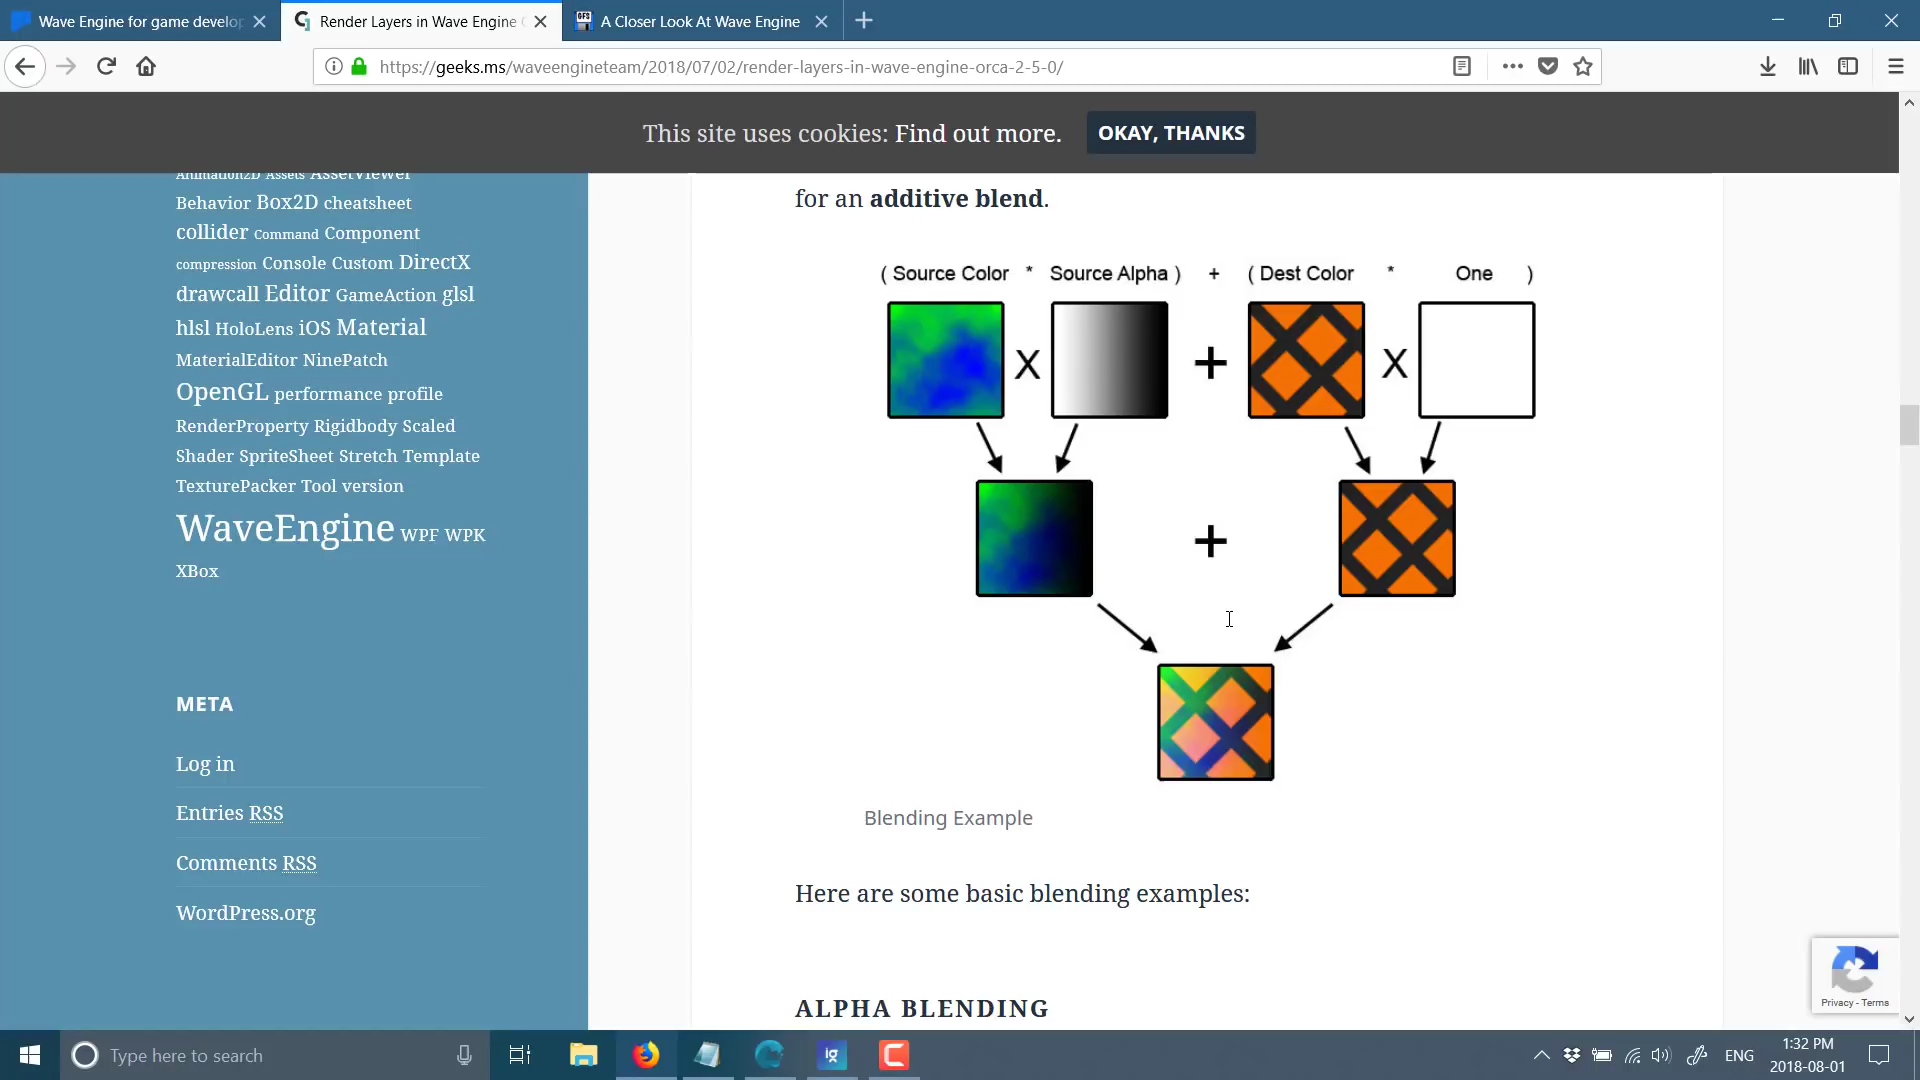 Wave Engine for game develop
Render Layers in Wave Engine
A Closer Look At Wave Engine
https://geeks.ms/waveengineteam/2018/07/02/render-layers-in-wave-engine-orca-2-5-0/
This site uses cookies: Find out more.
OKAY, THANKS
Animation2D Assets AssetViewer
Behavior Box2D cheatsheet
collider Command Component
compression Console Custom DirectX
drawcall Editor GameAction glsl
hlsl HoloLens iOS Material
MaterialEditor NinePatch
OpenGL performance profile
RenderProperty Rigidbody Scaled
Shader SpriteSheet Stretch Template
TexturePacker Tool version
WaveEngine WPF WPK
XBox
META
Log in
Entries RSS
Comments RSS
WordPress.org
for an additive blend.
( Source Color * Source Alpha ) + ( Dest Color * One )
X + X
+
Blending Example
Here are some basic blending examples:
ALPHA BLENDING
Privacy - Terms
Type here to search
ig
ENG
1:32 PM
2018-08-01